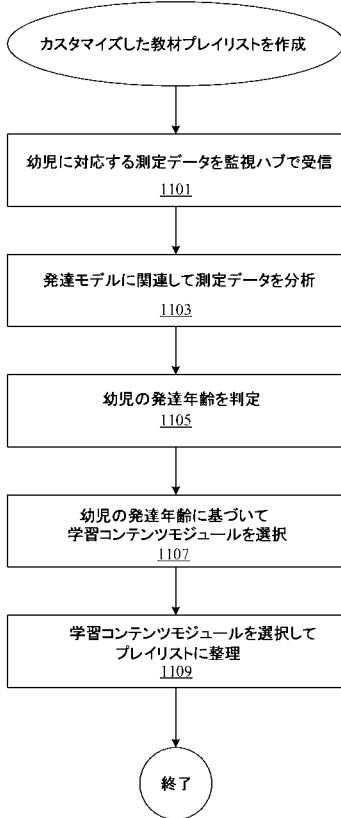 カスタマイズした教材プレイリストを作成
幼児に対応する測定データを監視ハブで受信
1101
発達モデルに関連して測定データを分析
1103
幼児の発達年齢を判定
1105
幼児の発達年齢に基づいて
学習コンテンツモジュールを選択
1107
学習コンテンツモジュールを選択して
プレイリストに整理
1109
終了